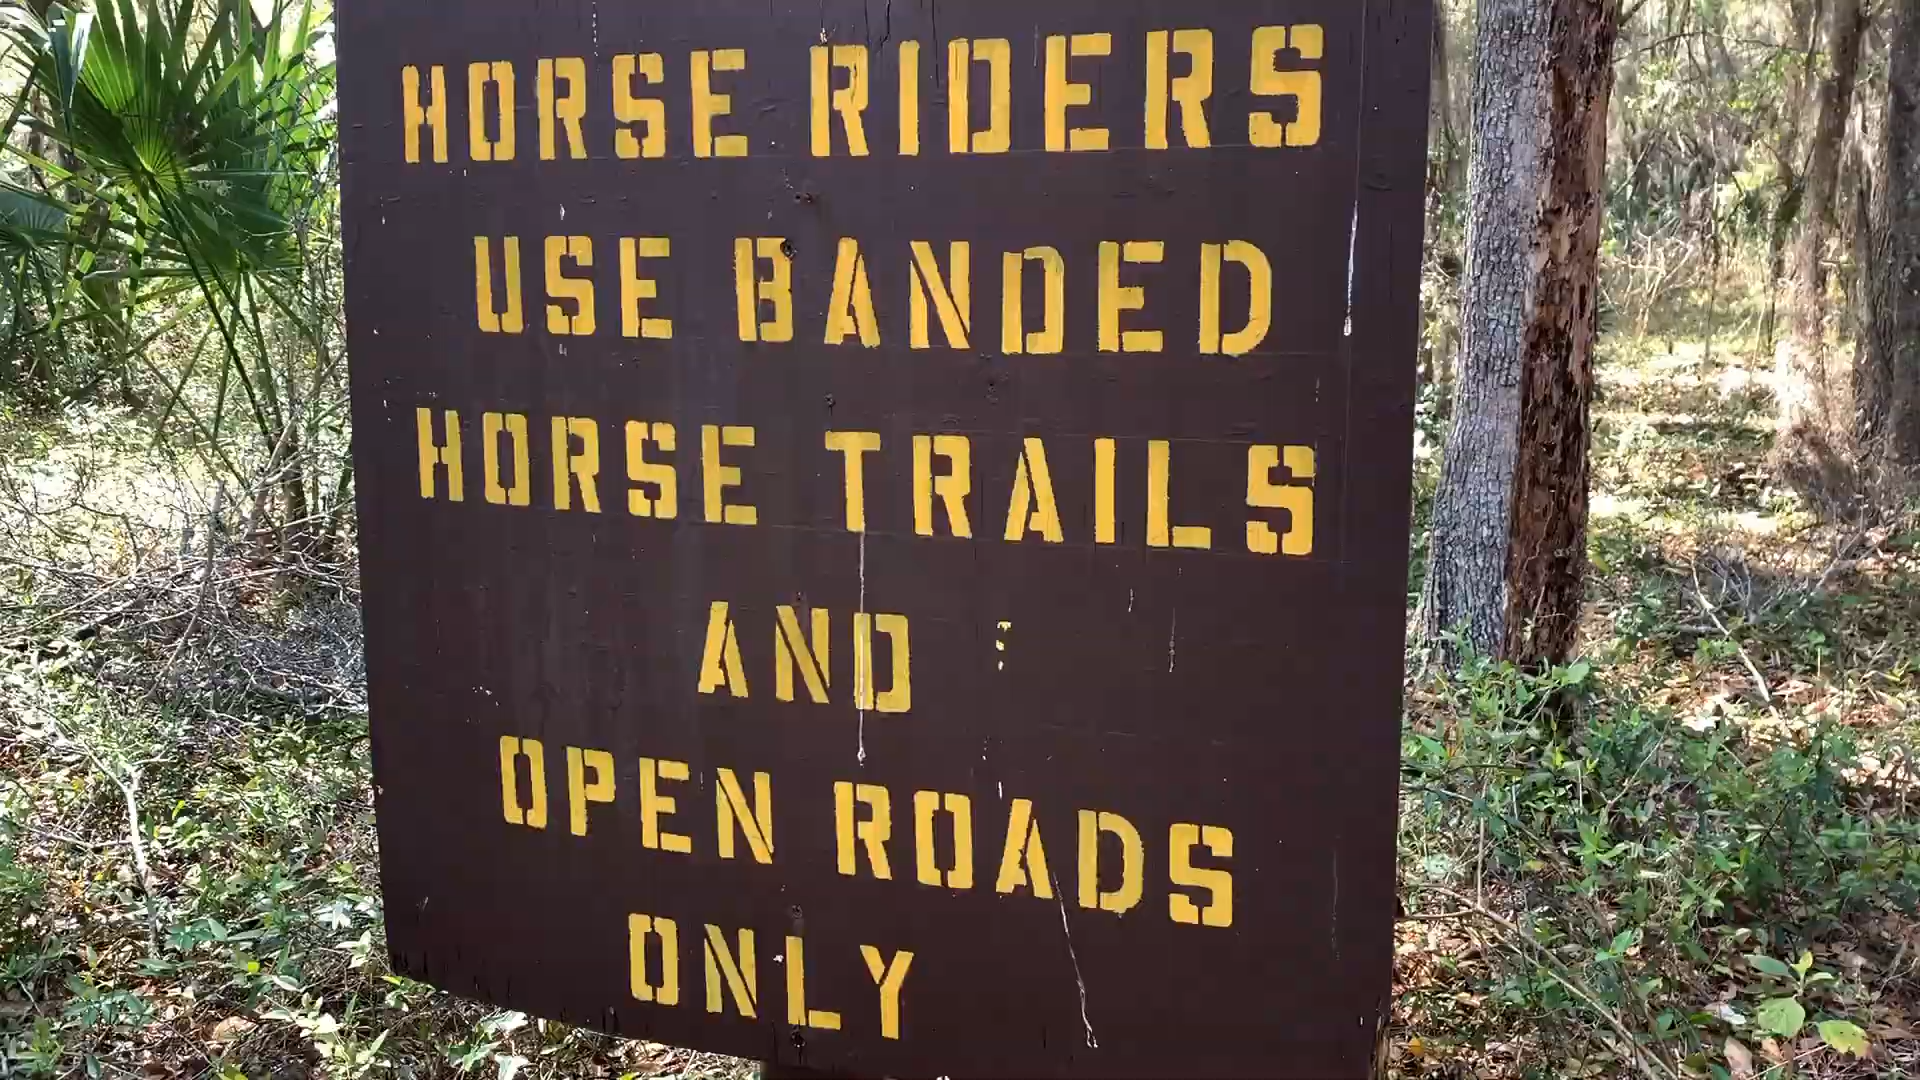 HORSE RIDERS
USE BANDED
HORSE TRAILS
AND
OPEN ROADS
ONLY